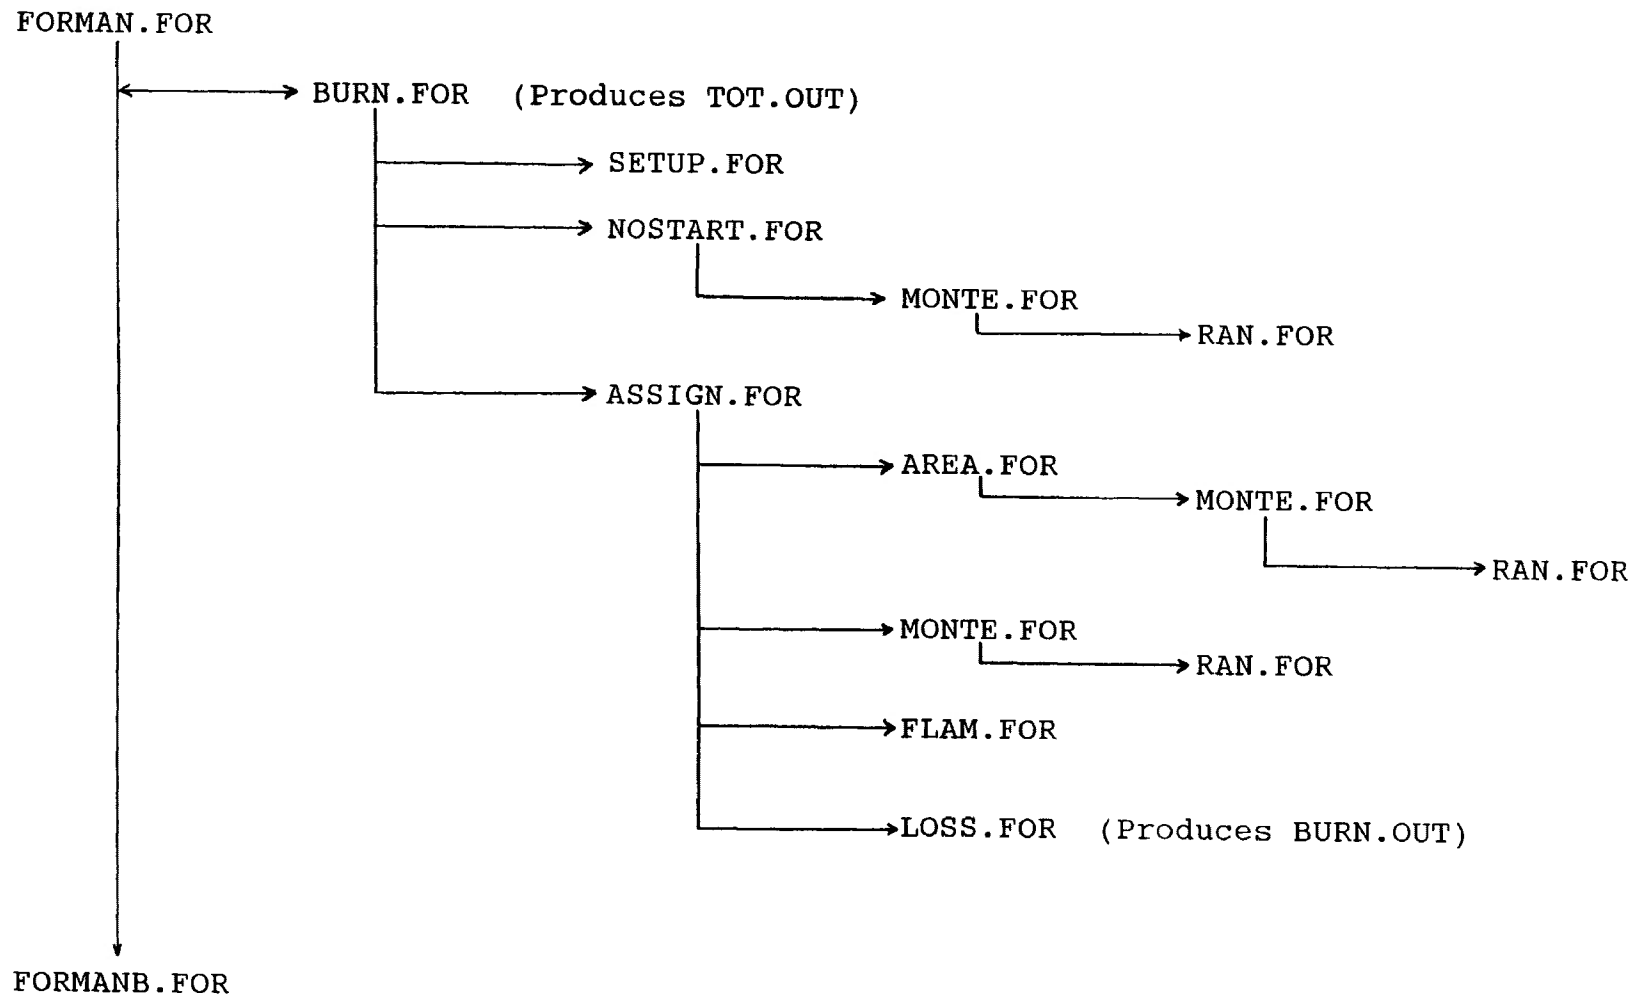 FORMAN.FOR
BURN.FOR (Produces TOT.OUT)
SETUP.FOR
NOSTART.FOR
MONTE.FOR
RAN.FOR
ASSIGN.FOR
AREA.FOR
MONTE.FOR
RAN.FOR
MONTE.FOR
RAN.FOR
FLAM.FOR
LOSS.FOR (Produces BURN.OUT)
FORMANB.FOR